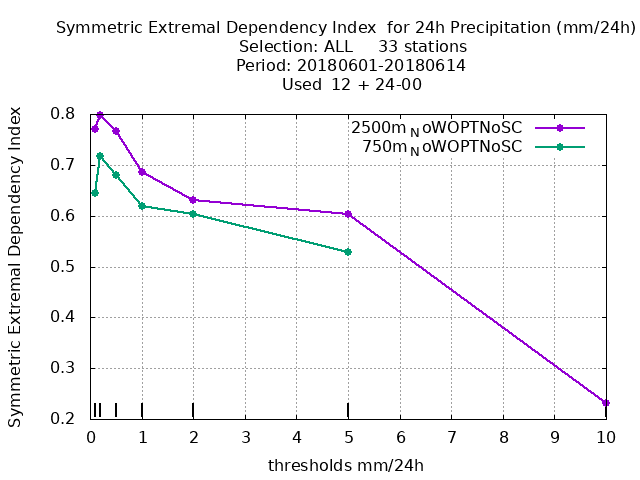 Symmetric Extremal Dependency Index  for 24h Precipitation (mm/24h)
Selection: ALL     33 stations
Period: 20180601-20180614
Used  12 + 24-00
2500m_NoWOPTNoSC
750m_NoWOPTNoSC
Symmetric Extremal Dependency Index
0.8
0.7
0.6
0.5
0.4
0.3
0.2
0 1 2 3 4 5 6 7 8 9 10
thresholds mm/24h